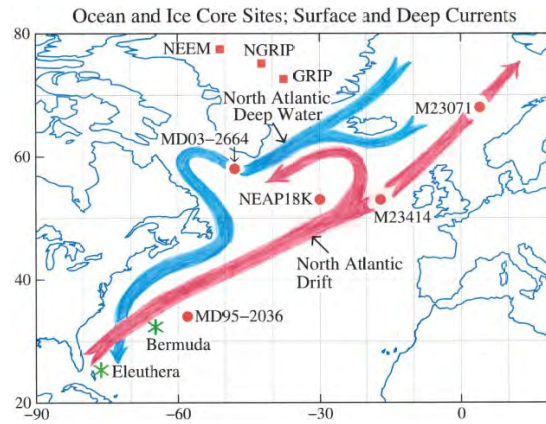 Ocean and Ice Core Sites; Surface and Deep Currents
80
NEEM
NGRIP
GRIP
M23071
North Atlantic
Deep Water
MD03-2664
60
NEAP18K
M23414
40
North Atlantic
Drift
MD95-2036
Bermuda
Eleuthera
20
-90
-60
-30
0